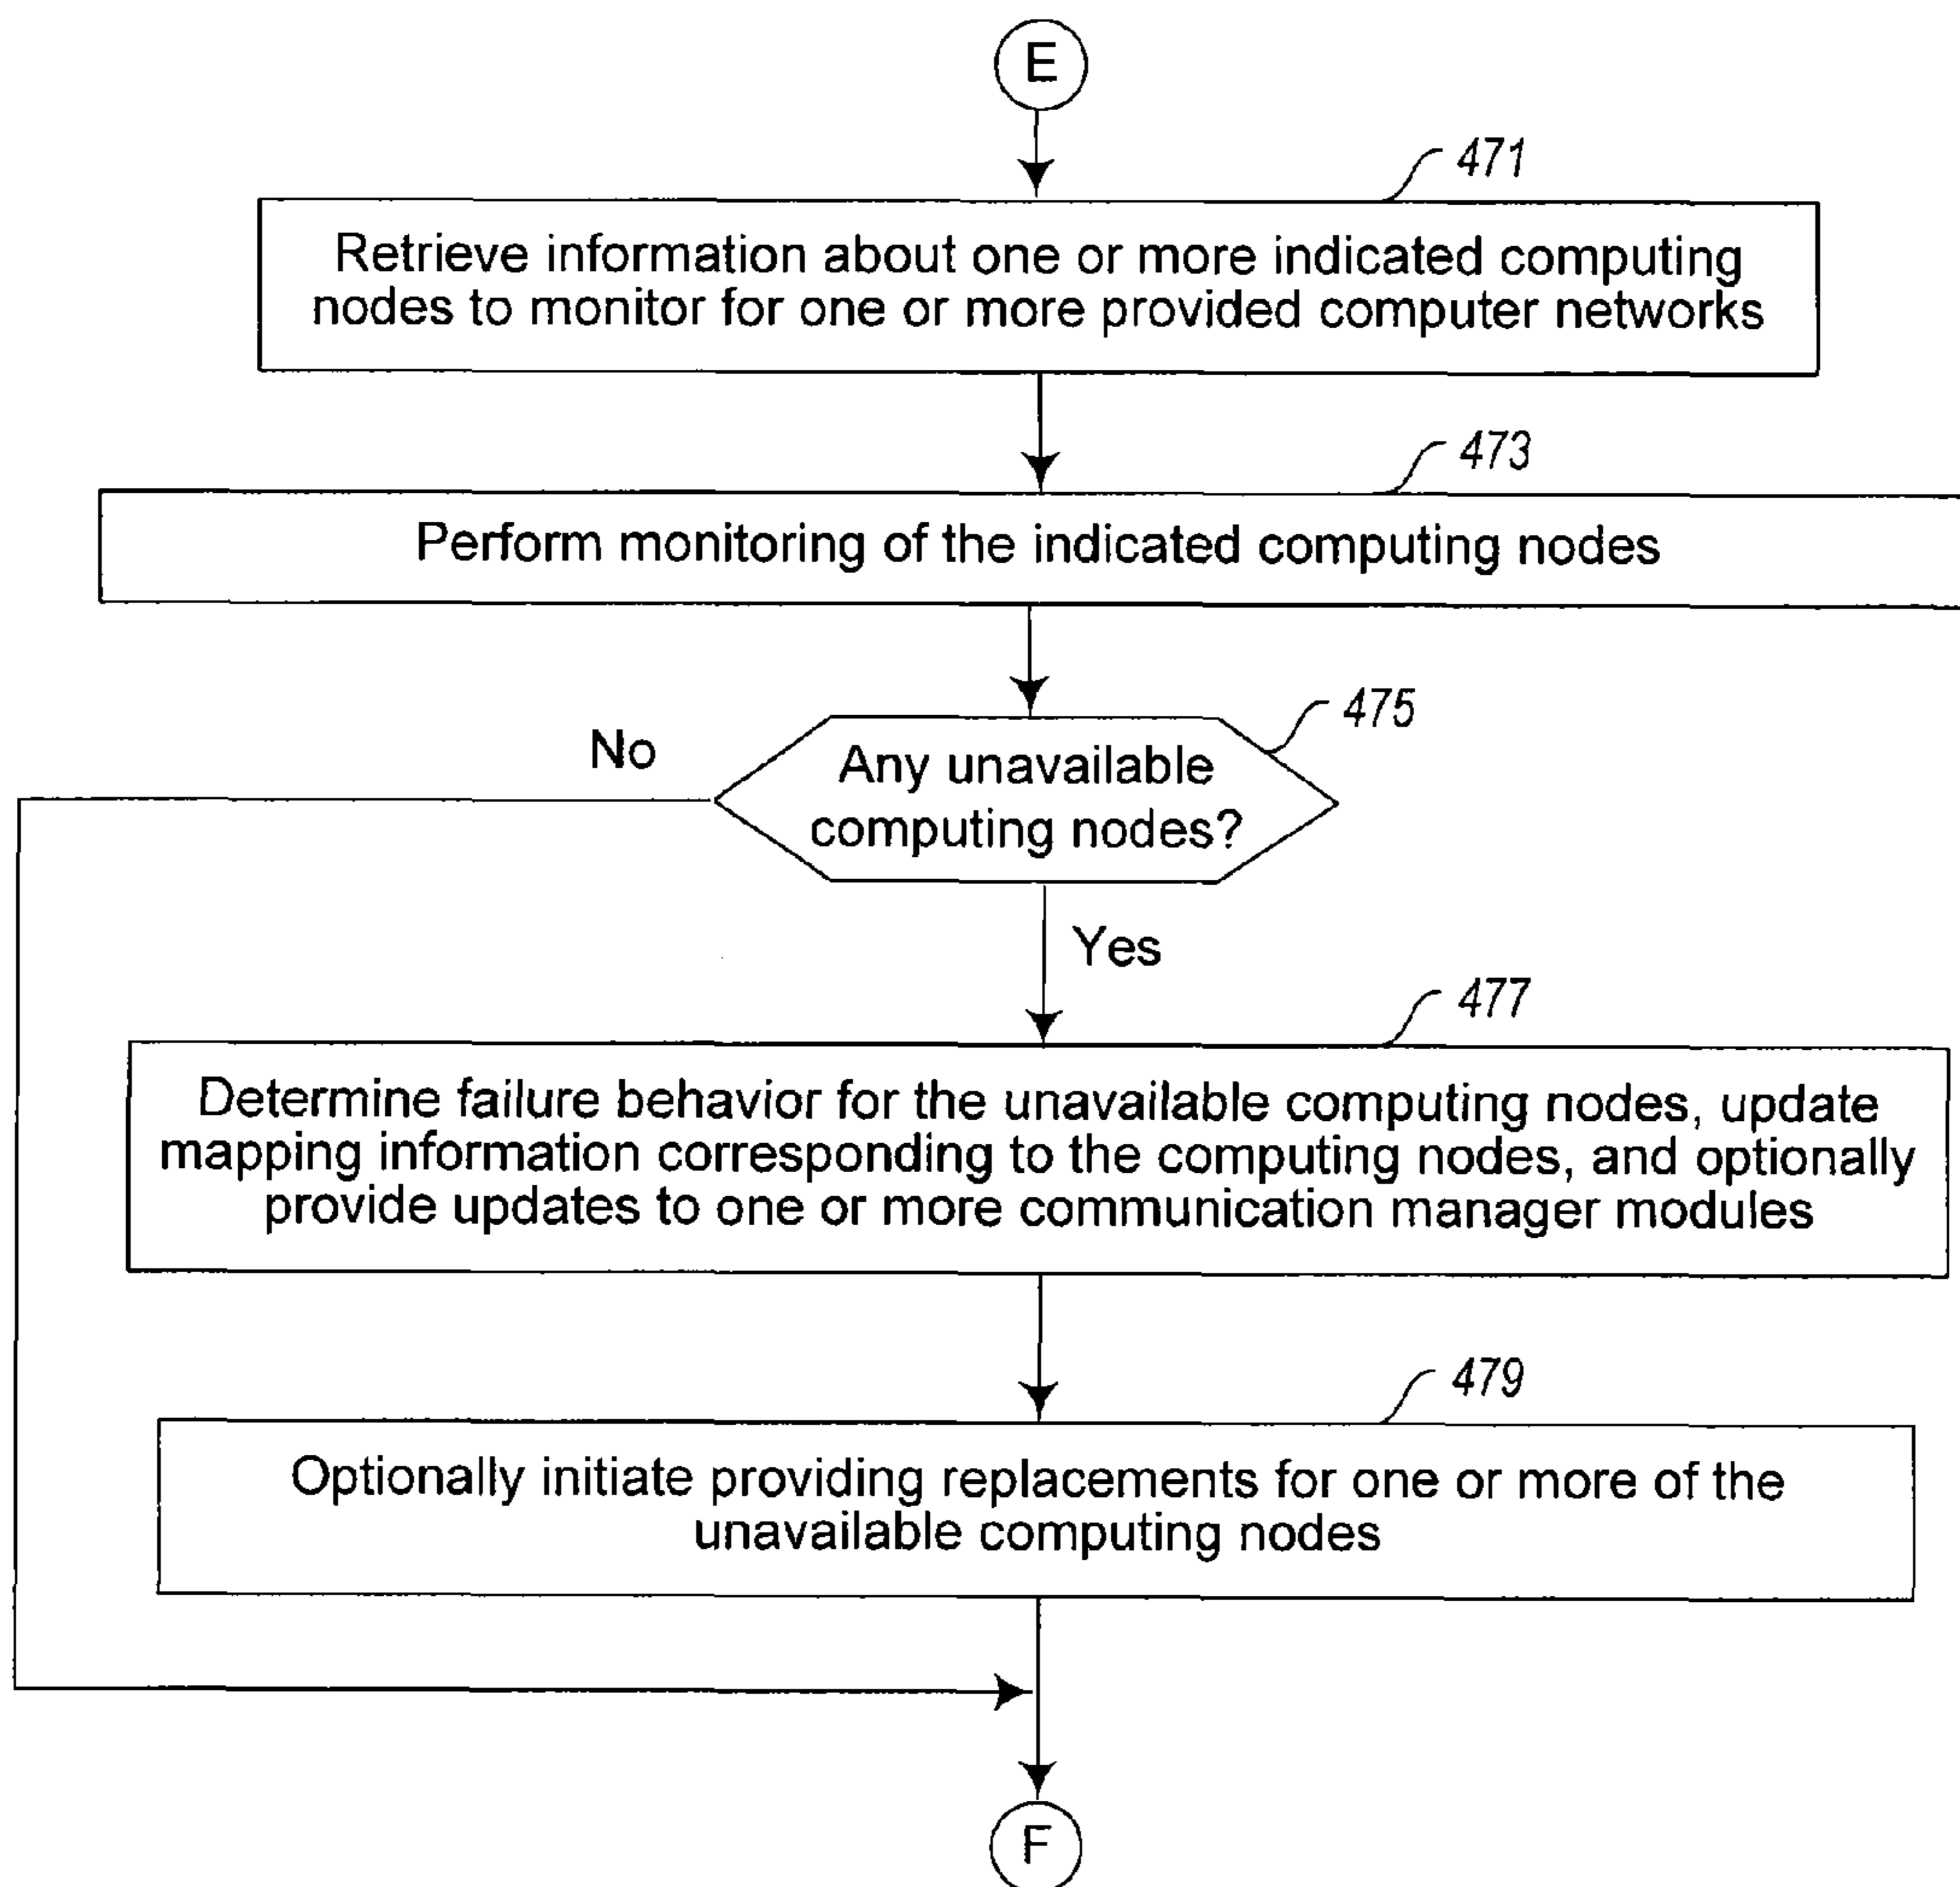 E
471
Retrieve information about one or more indicated computing
nodes to monitor for one or more provided computer networks
473
Perform monitoring of the indicated computing nodes
475
No
Any unavailable
computing nodes?
Yes
477
Determine failure behavior for the unavailable computing nodes, update
mapping information corresponding to the computing nodes, and optionally
provide updates to one or more communication manager modules
479
Optionally initiate providing replacements for one or more of the
unavailable computing nodes
F